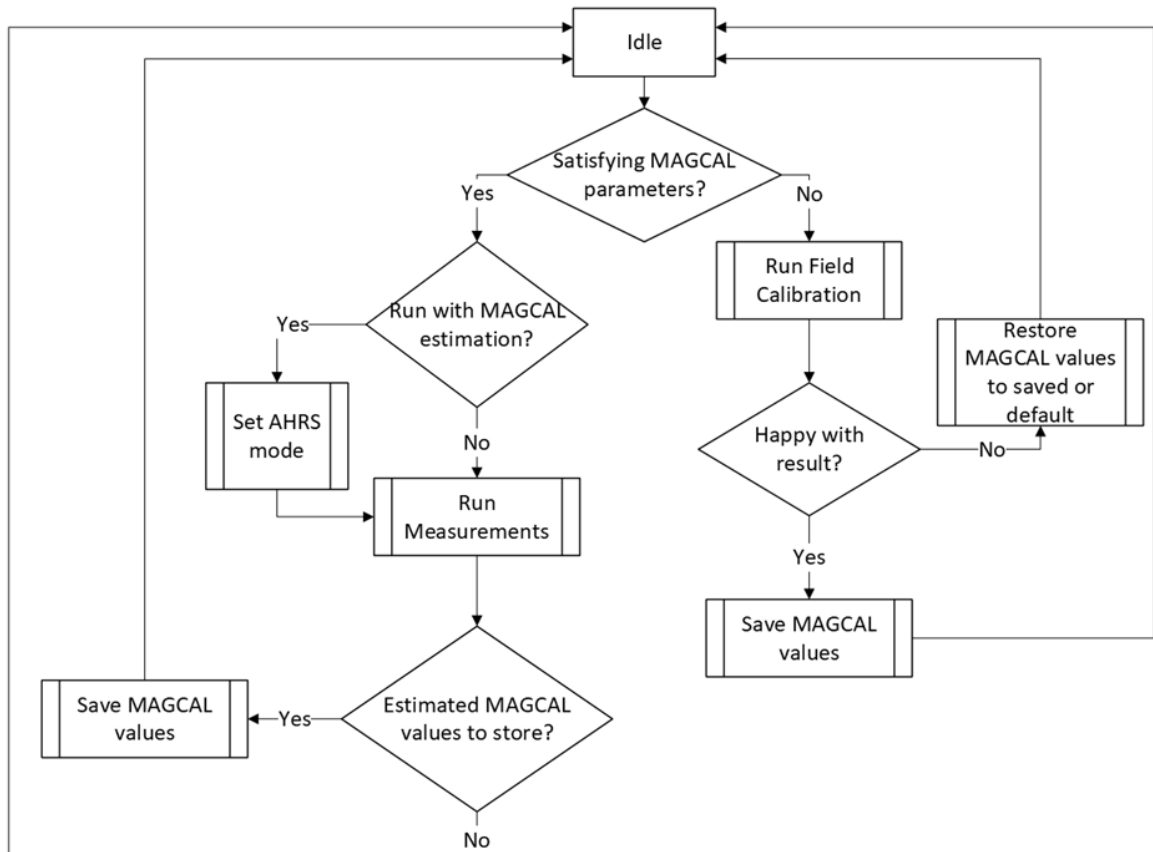 Idle
Satisfying MAGCAL
parameters?
Yes
No
Run with MAGCAL
estimation?
Run Field
Calibration
Yes
Restore
MAGCAL values
to saved or
default
Set AHRS
mode
No
Happy with
result?
No
Run
Measurements
Yes
Save MAGCAL
values
Estimated MAGCAL
values to store?
Yes
Save MAGCAL
values
No